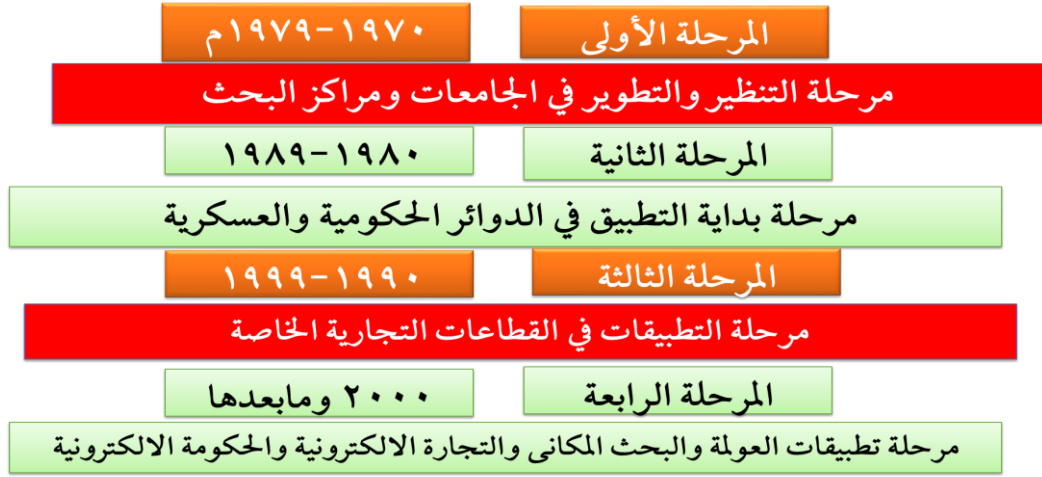 المرحلة الأولى ١٩٧٠-١٩٧٩م
مرحلة التنظير والتطوير في الجامعات ومراكز البحث
المرحلة الثانية ١٩٨٠-١٩٨٩
مرحلة بداية التطبيق في الدوائر الحكومية والعسكرية
المرحلة الثالثة ١٩٩٠-١٩٩٩
مرحلة التطبيقات في القطاعات التجارية الخاصة
المرحلة الرابعة ٢٠٠٠ ومابعدها
مرحلة تطبيقات العولمة والبحث المكانى والتجارة الالكترونية والحكومة الالكترونية